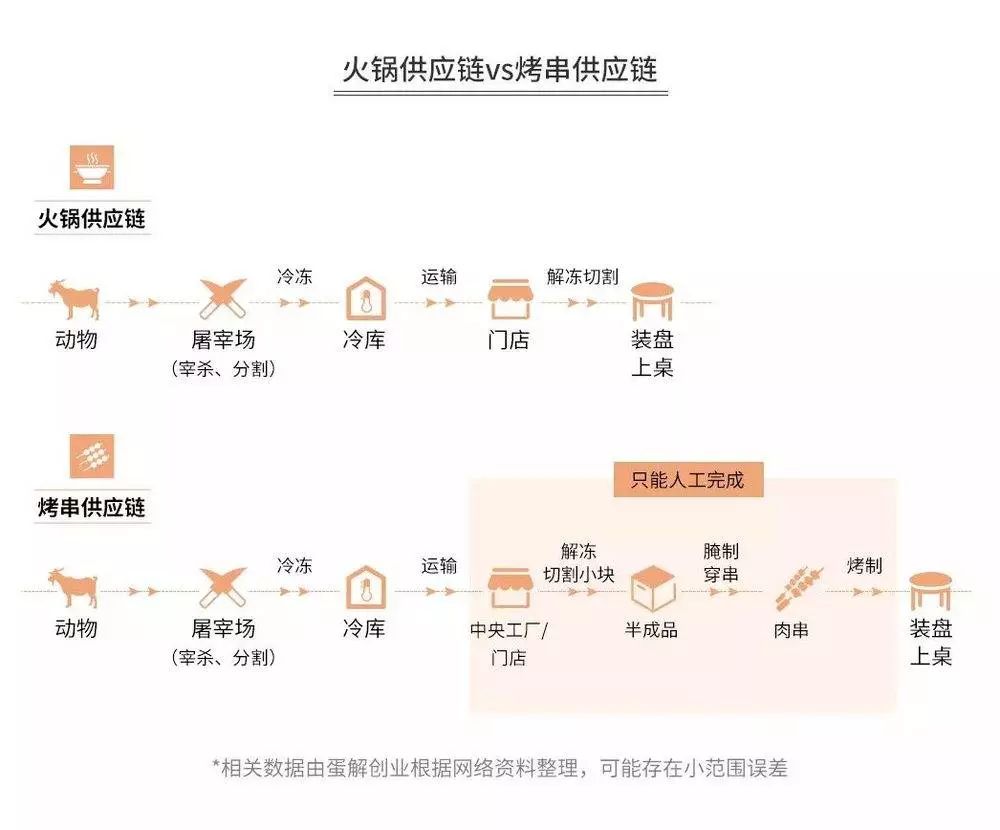 火锅供应链vs烤串供应链
火锅供应链
冷冻
运输
解冻切割
动物
屠宰场
（宰杀、分割）
冷库
门店
装盘
上桌
烤串供应链
只能人工完成
冷冻
运输
解冻
切割小块
腌制
穿串
烤制
动物
屠宰场
（宰杀、分割）
冷库
中央工厂/
门店
半成品
肉串
装盘
上桌
*相关数据由蛋解创业根据网络资料整理，可能存在小范围误差